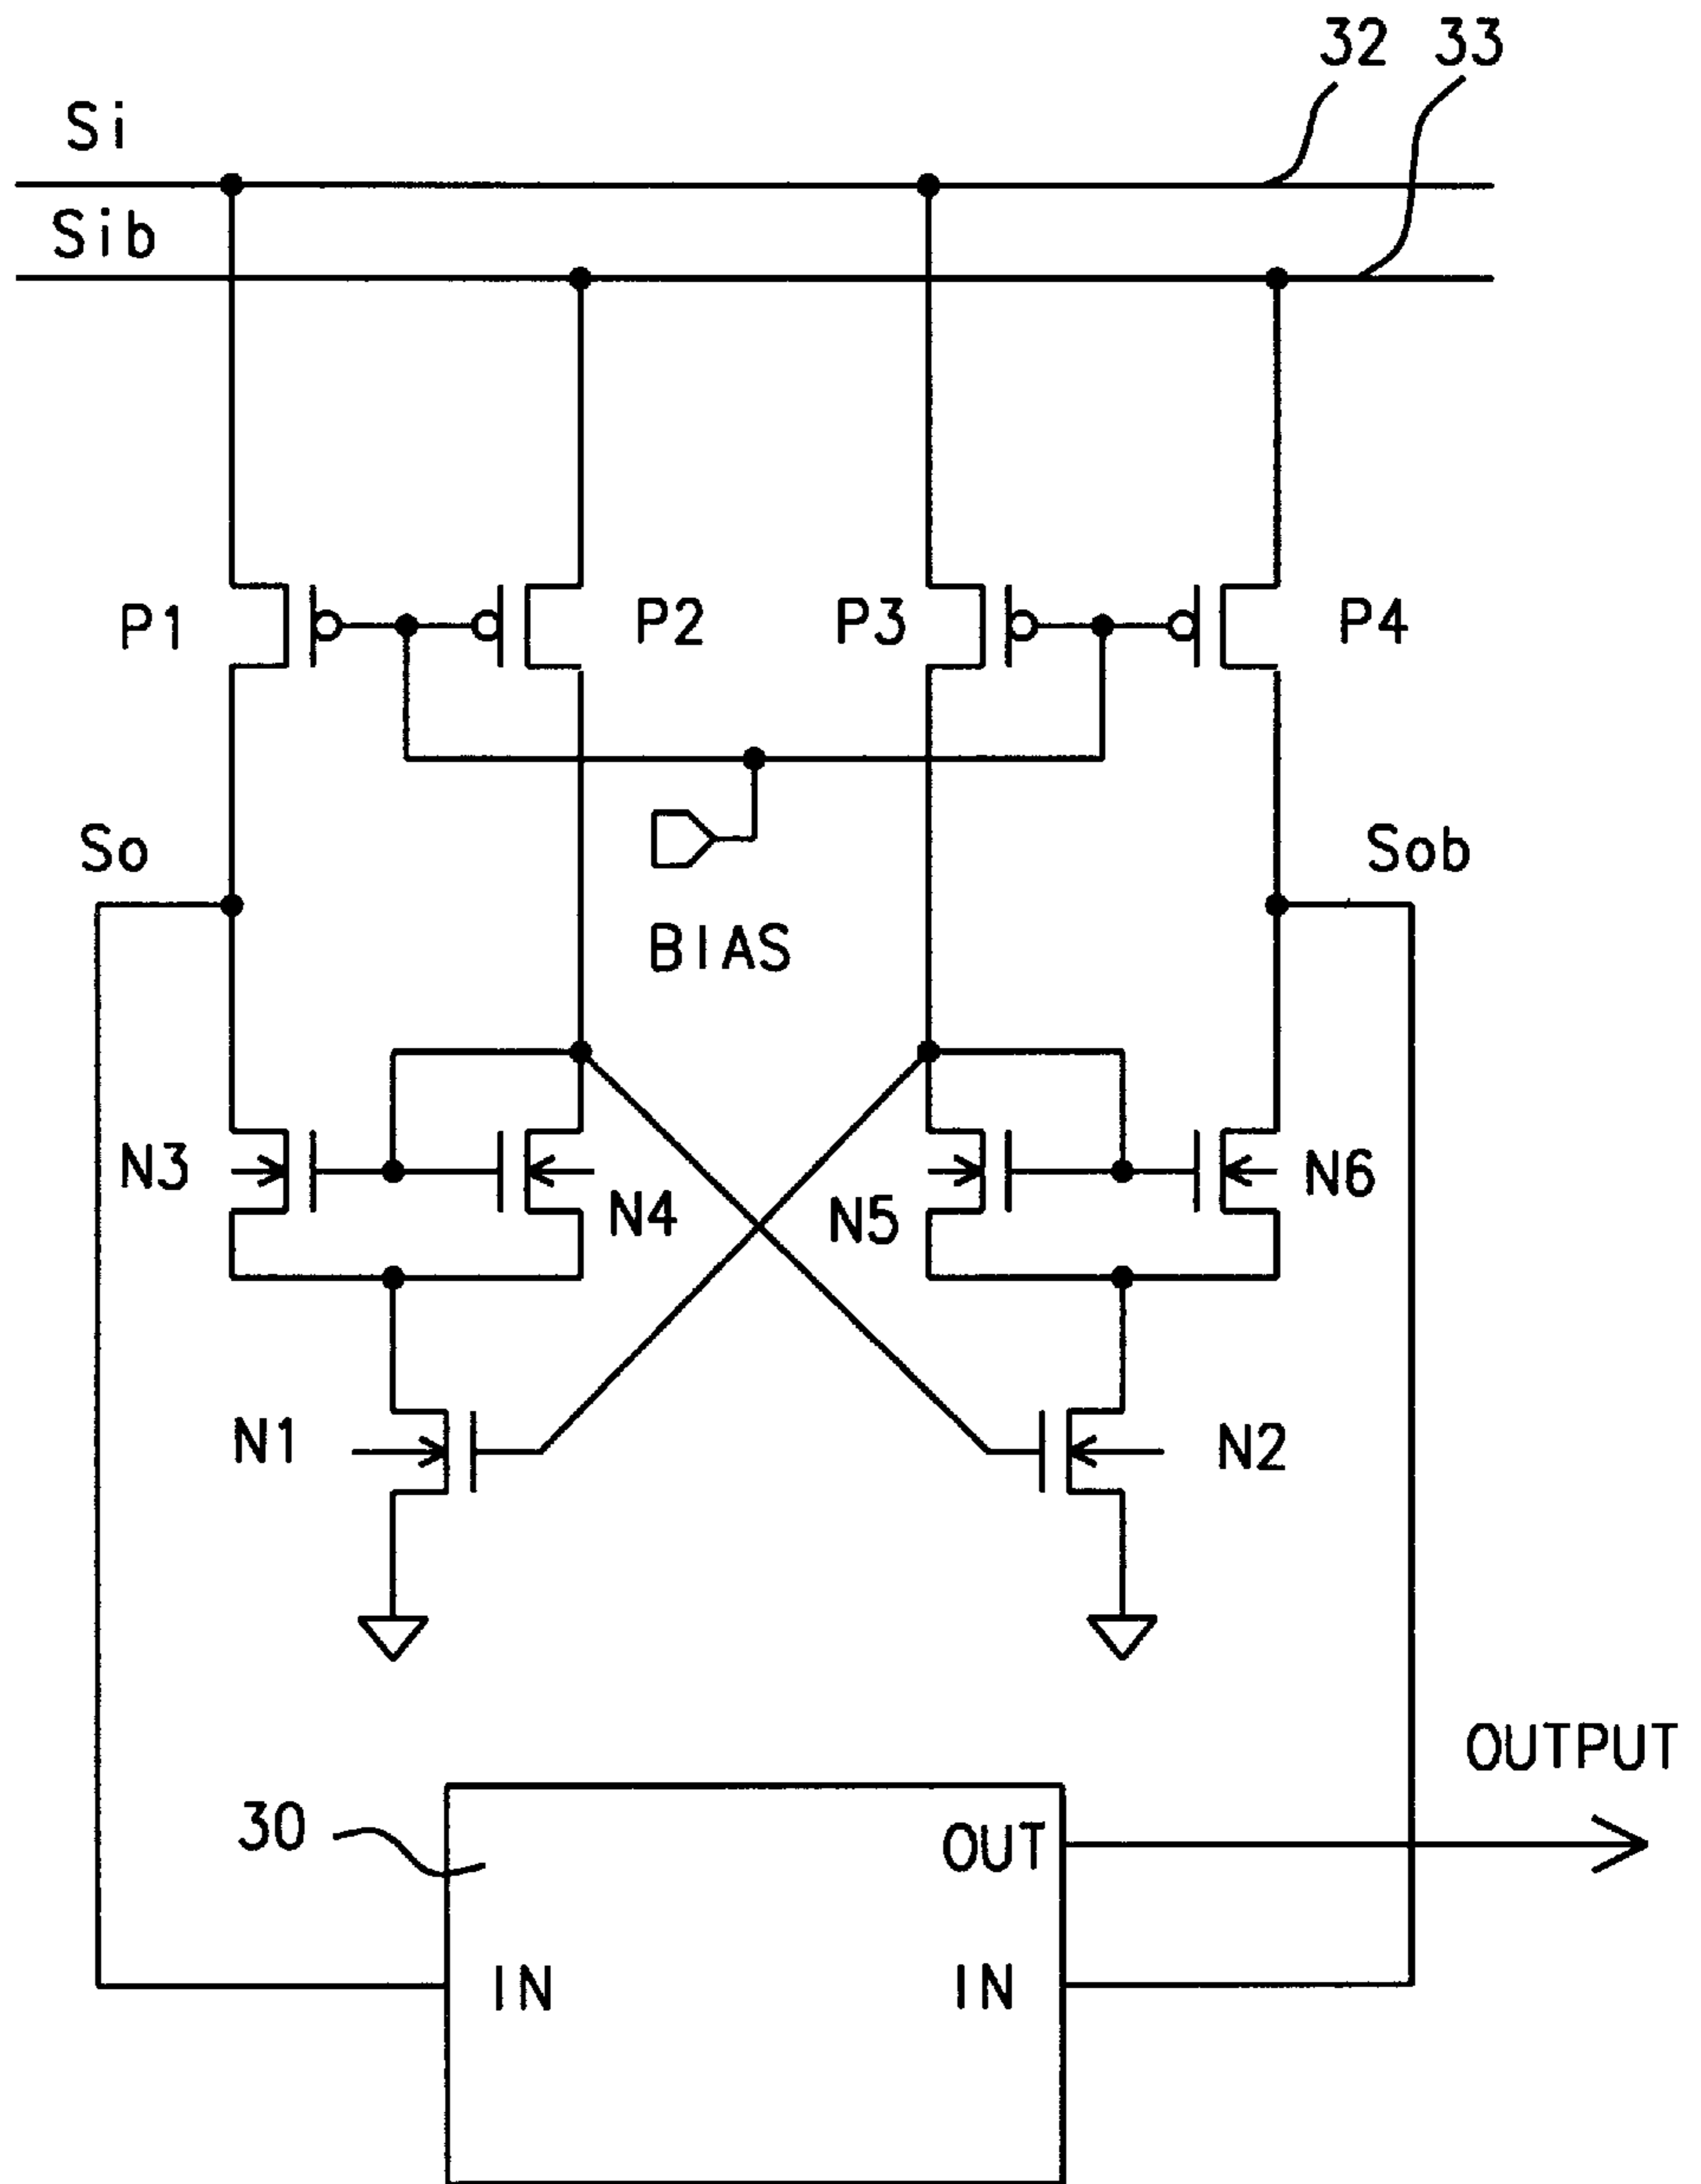 32 33
Si
Sib
P1 P2 P3 P4
So Sob
BIAS
N3 N4 N5 N6
N1 N2
OUTPUT
30
OUT
IN IN